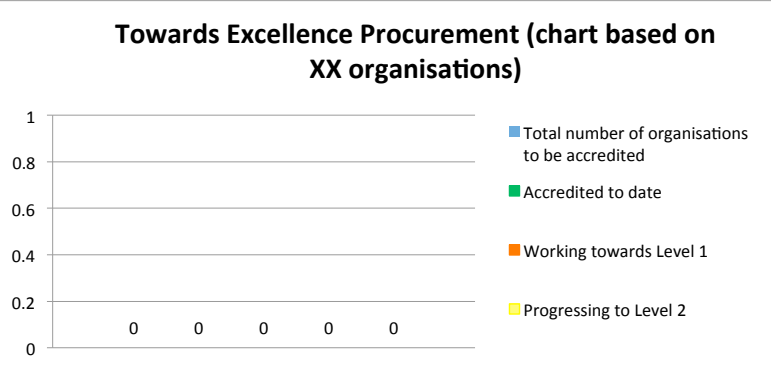 Towards Excellence Procurement (chart based on
XX organisations)
1
0.8
0.6
0.4
0.2
0
0 0 0 0 0
Total number of organisations
to be accredited
Accredited to date
Working towards Level 1
Progressing to Level 2